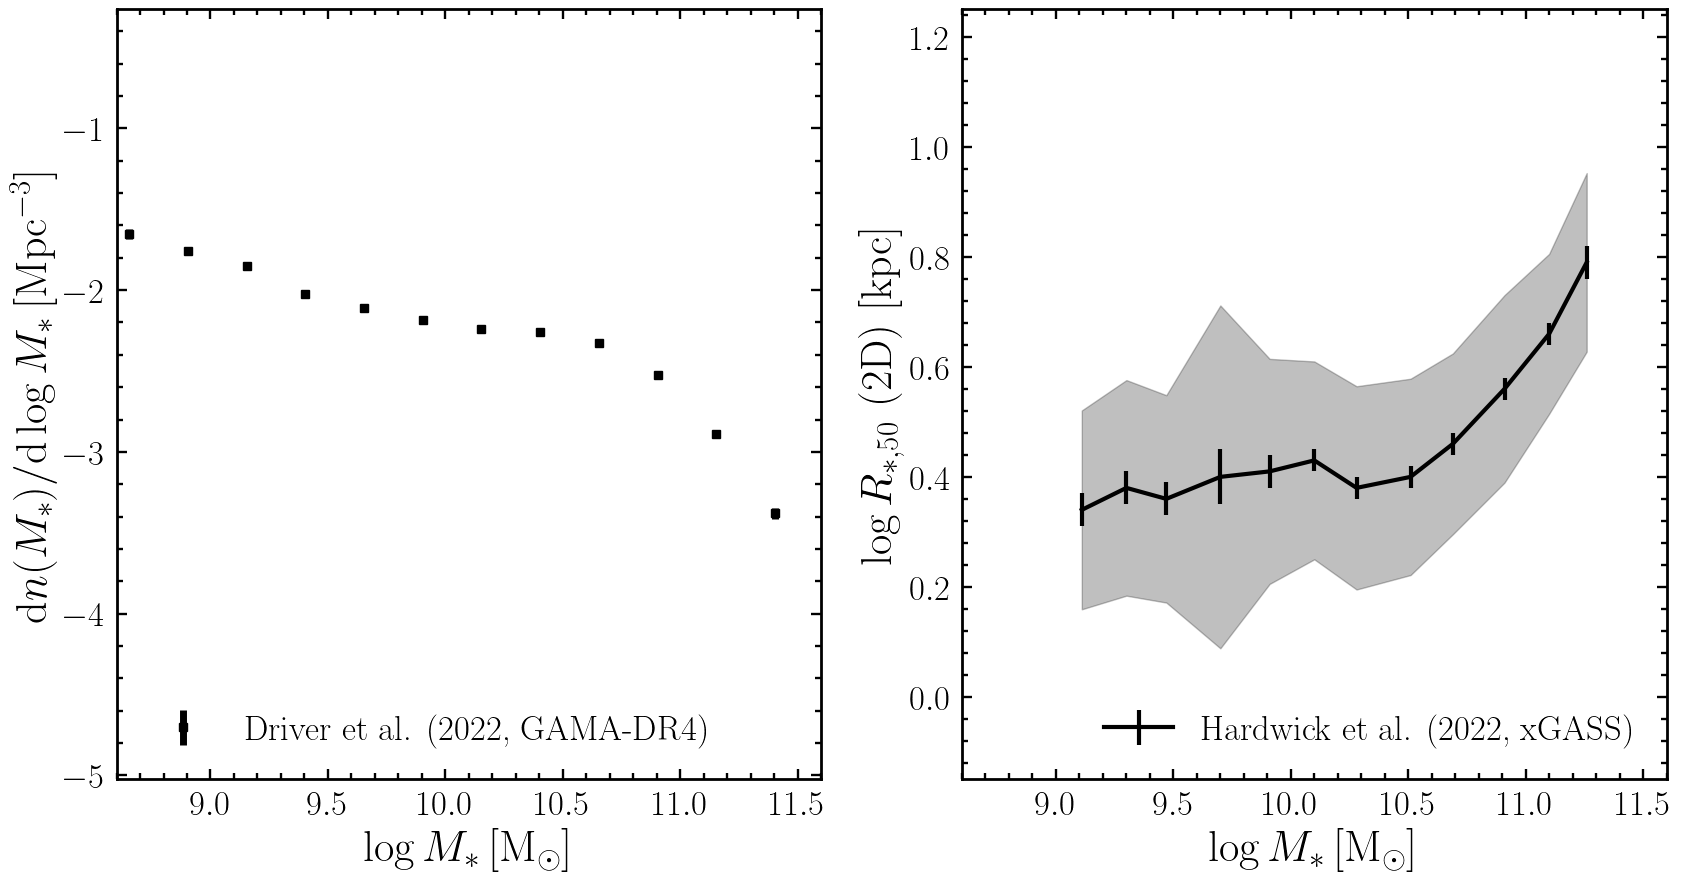 −1
−2
−3
−4
−5
9.0 9.5 10.0 10.5 11.0 11.5
dn(M∗)/d log M∗ [Mpc⁻³]
log M∗ [M⊙]
Driver et al. (2022, GAMA-DR4)
1.2
1.0
0.8
0.6
0.4
0.2
0.0
9.0 9.5 10.0 10.5 11.0 11.5
log R∗,50 (2D) [kpc]
log M∗ [M⊙]
Hardwick et al. (2022, xGASS)